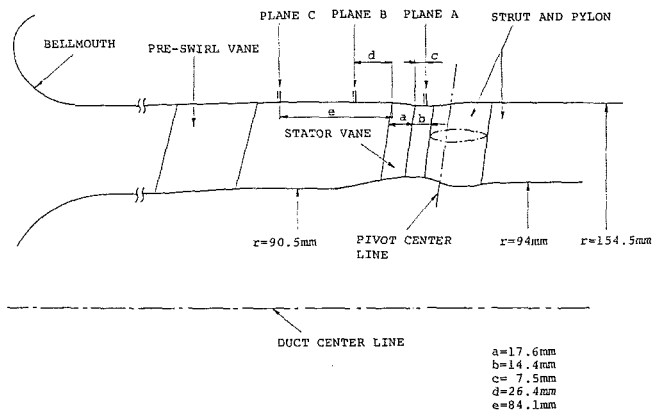 PLANE C
PLANE B
PLANE A
STRUT AND PYLON
BELLMOUTH
PRE-SWIRL VANE
d
c
e
a
b
STATOR VANE
r=90.5mm
PIVOT CENTER
LINE
r=94mm
r=154.5mm
DUCT CENTER LINE
a=17.6mm
b=14.4mm
c= 7.5mm
d=26.4mm
e=84.1mm